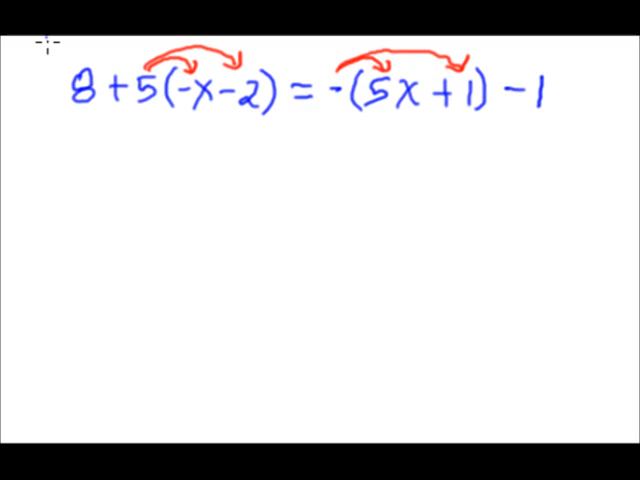 8 + 5(-x - 2) = -(5x + 1) - 1